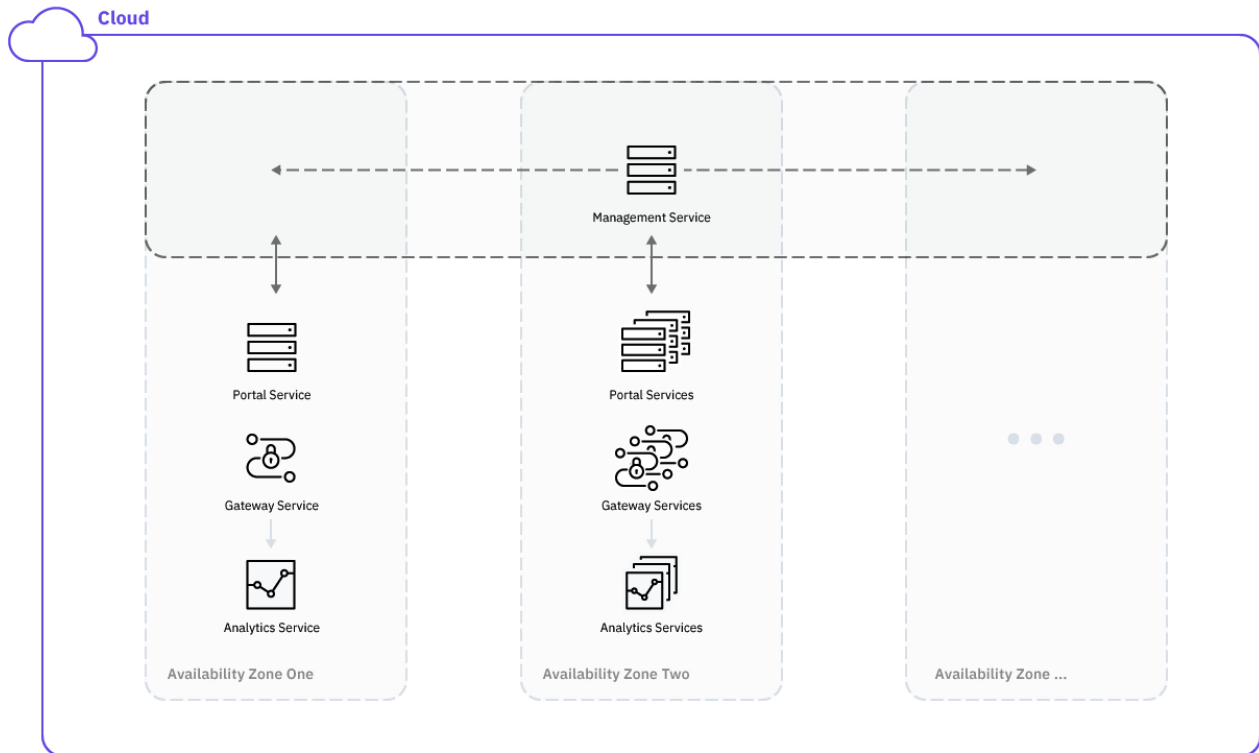 Cloud
Management Service
Portal Service
Portal Services
Gateway Service
Gateway Services
Analytics Service
Analytics Services
Availability Zone One
Availability Zone Two
Availability Zone ...